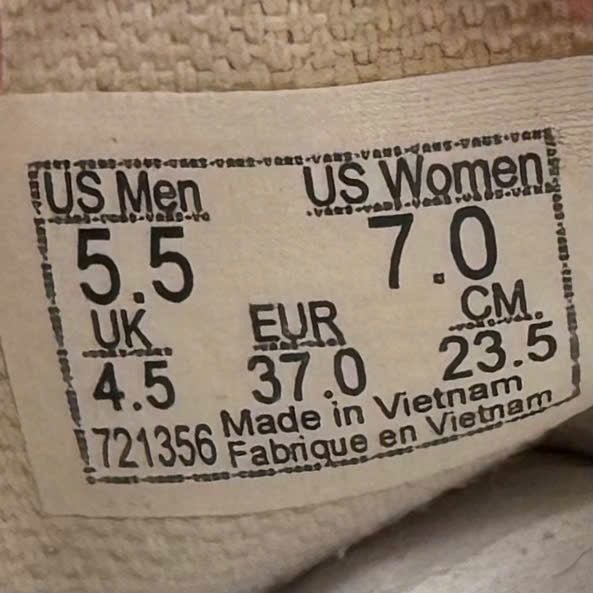 US Men US Women
5.5 7.0
UK EUR CM
4.5 37.0 23.5
721356 Made in Vietnam
Fabrique en Vietnam